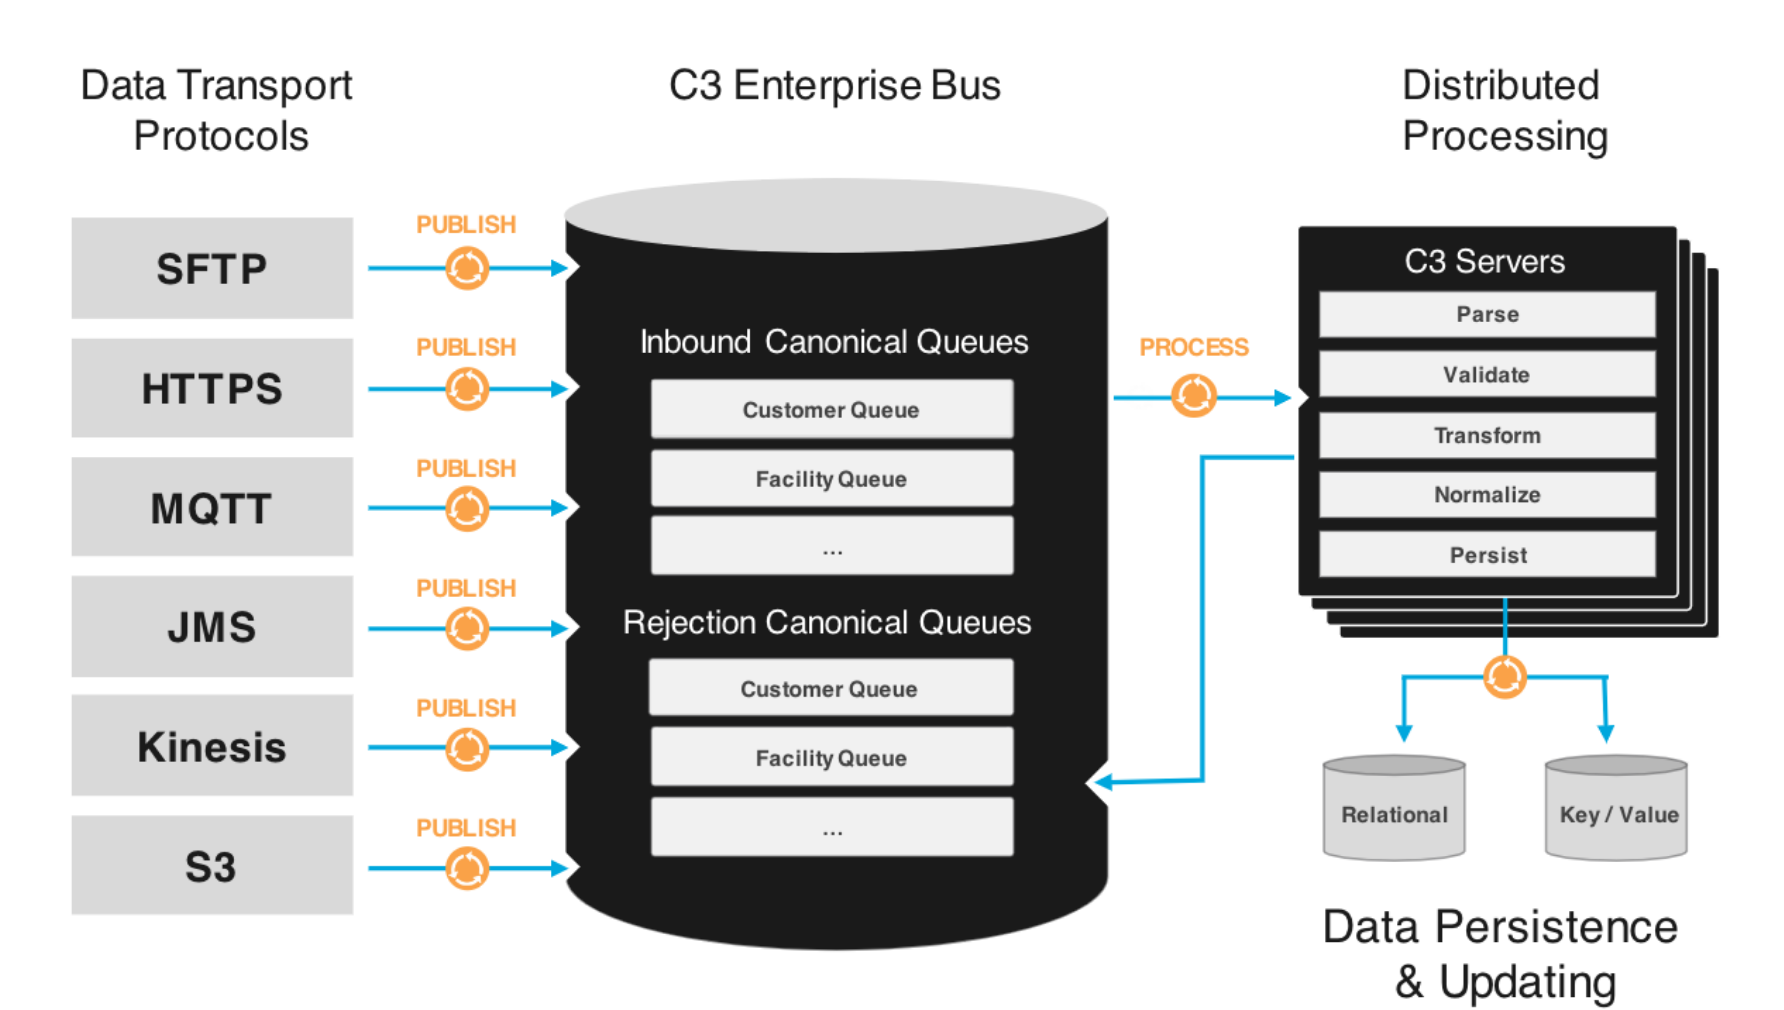 Data Transport
Protocols
C3 Enterprise Bus
Distributed
Processing
SFTP
HTTPS
MQTT
JMS
Kinesis
S3
PUBLISH
PUBLISH
PUBLISH
PUBLISH
PUBLISH
PUBLISH
Inbound Canonical Queues
Customer Queue
Facility Queue
...
Rejection Canonical Queues
Customer Queue
Facility Queue
...
PROCESS
C3 Servers
Parse
Validate
Transform
Normalize
Persist
Relational
Key / Value
Data Persistence
& Updating